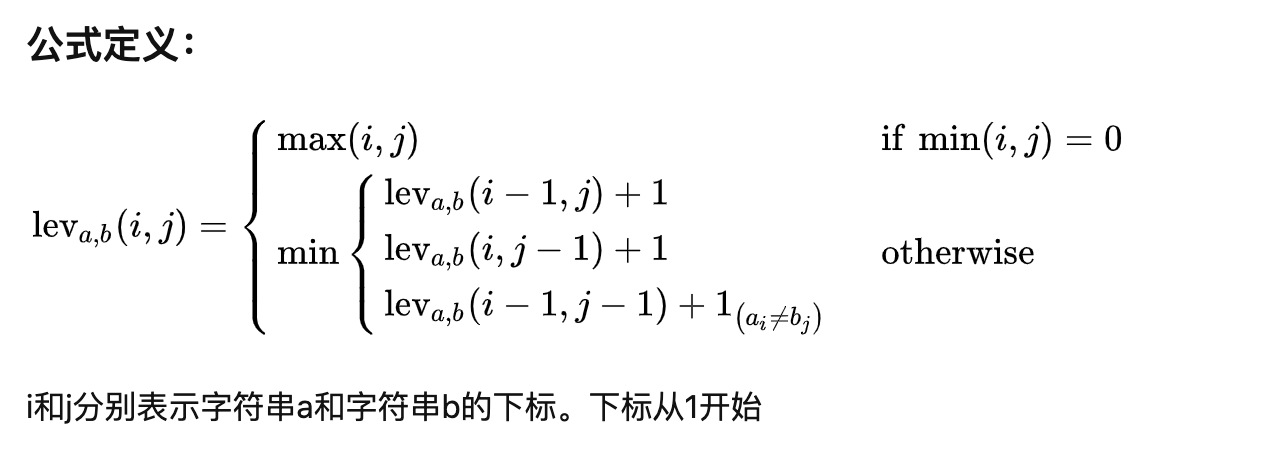 公式定义：
max(i, j) if min(i, j) = 0
lev_{a,b}(i − 1, j) + 1
lev_{a,b}(i, j) = min lev_{a,b}(i, j − 1) + 1 otherwise
lev_{a,b}(i − 1, j − 1) + 1_{(a_i≠b_j)}
i和j分别表示字符串a和字符串b的下标。下标从1开始